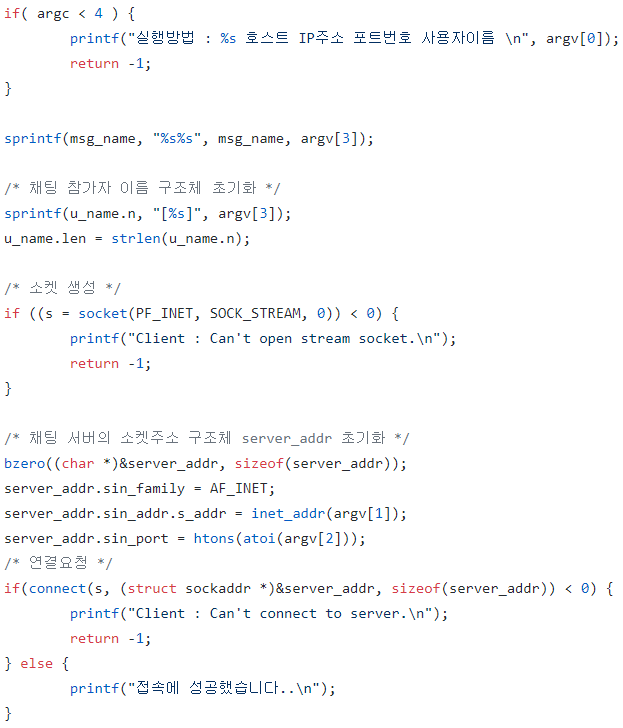 if( argc < 4 ) {
        printf("실행방법 : %s 호스트 IP주소 포트번호 사용자이름 \n", argv[0]);
        return -1;
}

sprintf(msg_name, "%s%s", msg_name, argv[3]);

/* 채팅 참가자 이름 구조체 초기화 */
sprintf(u_name.n, "[%s]", argv[3]);
u_name.len = strlen(u_name.n);

/* 소켓 생성 */
if ((s = socket(PF_INET, SOCK_STREAM, 0)) < 0) {
        printf("Client : Can't open stream socket.\n");
        return -1;
}

/* 채팅 서버의 소켓주소 구조체 server_addr 초기화 */
bzero((char *)&server_addr, sizeof(server_addr));
server_addr.sin_family = AF_INET;
server_addr.sin_addr.s_addr = inet_addr(argv[1]);
server_addr.sin_port = htons(atoi(argv[2]));
/* 연결요청 */
if(connect(s, (struct sockaddr *)&server_addr, sizeof(server_addr)) < 0) {
        printf("Client : Can't connect to server.\n");
        return -1;
} else {
        printf("접속에 성공했습니다..\n");
}